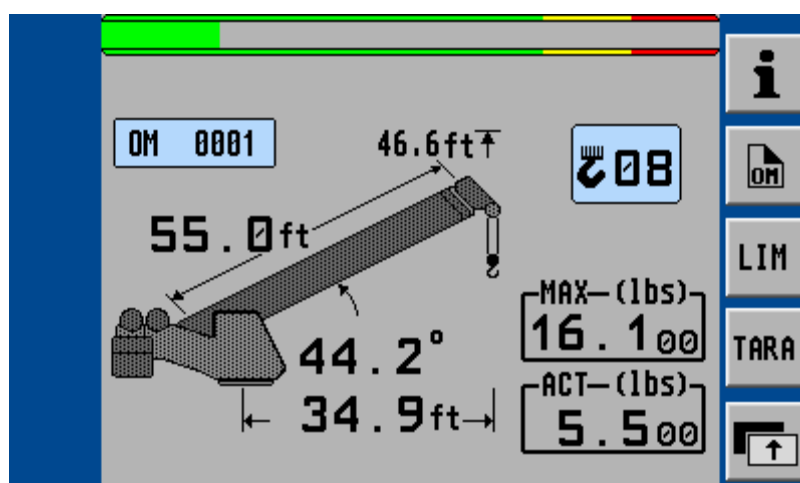 i
OM 0001
46.6ft
08
OM
55.0ft
LIM
MAX (lbs)
16.100
44.2°
TARA
ACT (lbs)
34.9ft
5.500